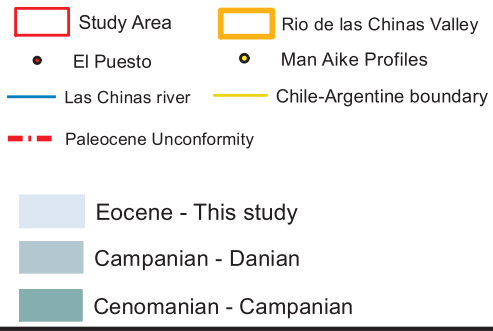 Study Area
Rio de las Chinas Valley
El Puesto
Man Aike Profiles
Las Chinas river
Chile-Argentine boundary
Paleocene Unconformity
Eocene - This study
Campanian - Danian
Cenomanian - Campanian